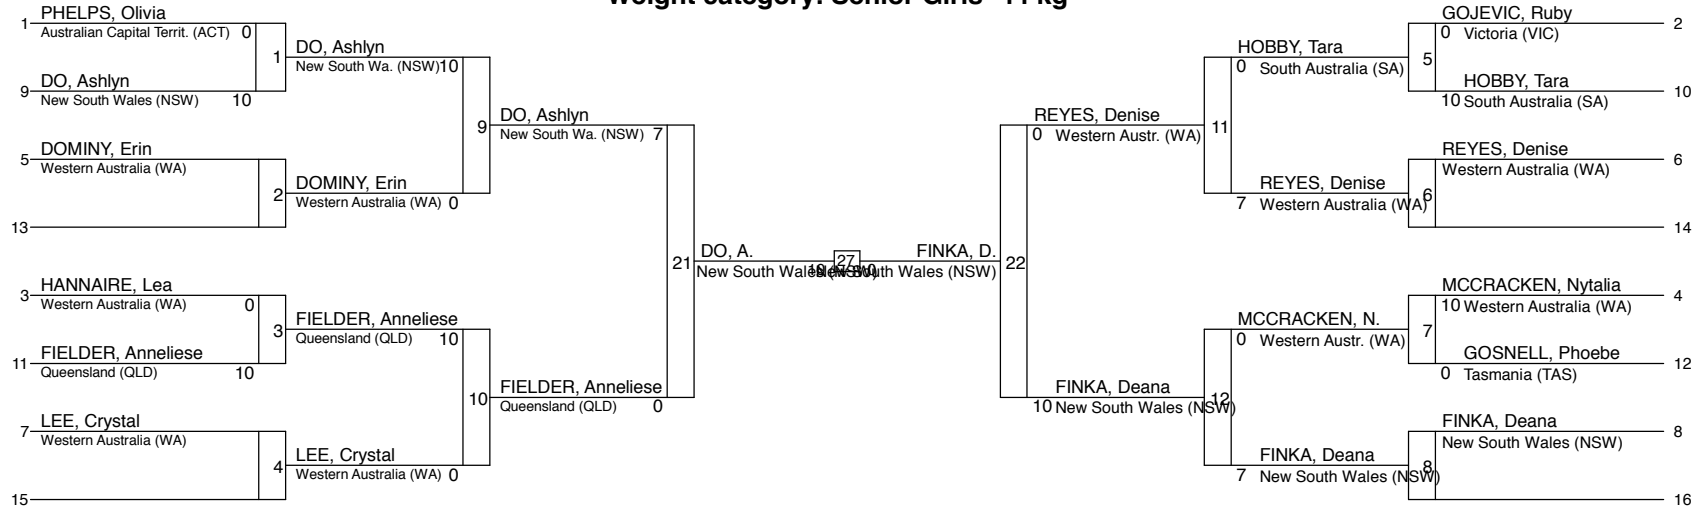 Weight category: Senior Girls -44 kg
1 PHELPS, Olivia
Australian Capital Territ. (ACT) 0
1
9 DO, Ashlyn
New South Wales (NSW) 10
DO, Ashlyn
New South Wa. (NSW) 10
5 DOMINY, Erin
Western Australia (WA)
2
13
DOMINY, Erin
Western Australia (WA) 0
9
DO, Ashlyn
New South Wa. (NSW) 7
3 HANNAIRE, Lea
Western Australia (WA) 0
3
11 FIELDER, Anneliese
Queensland (QLD) 10
FIELDER, Anneliese
Queensland (QLD) 10
7 LEE, Crystal
Western Australia (WA)
4
15
LEE, Crystal
Western Australia (WA) 0
10
FIELDER, Anneliese
Queensland (QLD) 0
21
DO, A.
New South Wales
27
FINKA, D.
South Wales (NSW)
22
REYES, Denise
0 Western Austr. (WA)
11
HOBBY, Tara
0 South Australia (SA)
5
GOJEVIC, Ruby 2
0 Victoria (VIC)
HOBBY, Tara 10
10 South Australia (SA)
REYES, Denise
7 Western Australia (WA)
6
REYES, Denise 6
Western Australia (WA)
14
FINKA, Deana
10 New South Wales (NSW)
12
MCCRACKEN, N.
0 Western Austr. (WA)
7
MCCRACKEN, Nytalia 4
10 Western Australia (WA)
GOSNELL, Phoebe 12
0 Tasmania (TAS)
FINKA, Deana
7 New South Wales (NSW)
8
FINKA, Deana 8
New South Wales (NSW)
16